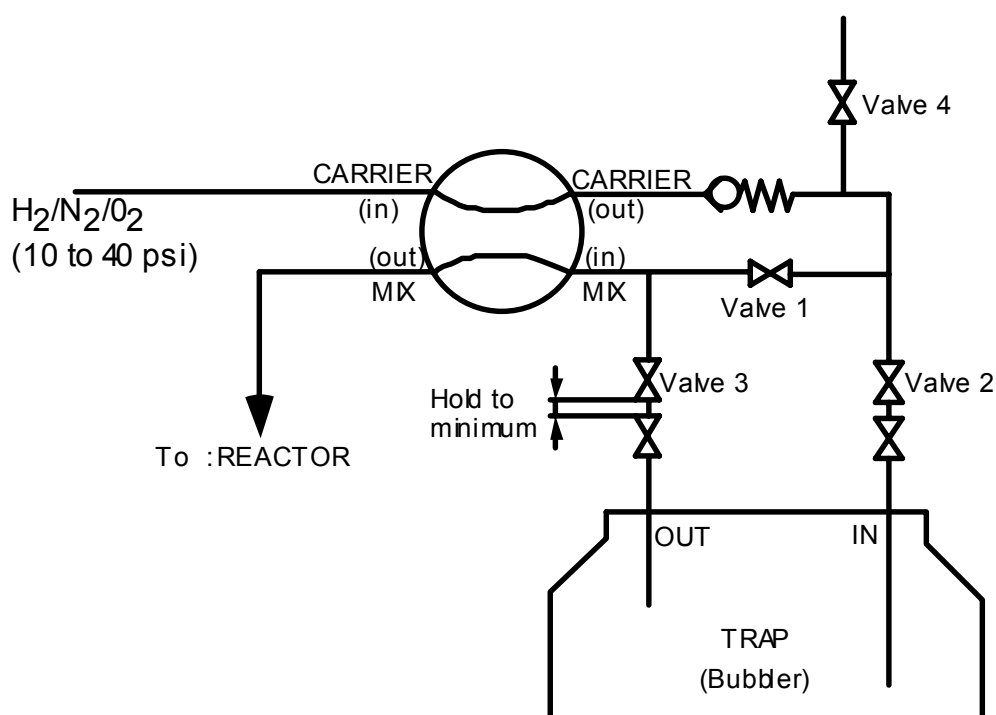 Valve 4
CARRIER
CARRIER
H2/N2/02
(in)
(out)
(10 to 40 psi)
(out)
(in)
MIX
MIX
Valve 1
Valve 3
Valve 2
Hold to
minimum
To :REACTOR
OUT
IN
TRAP
(Bubbler)